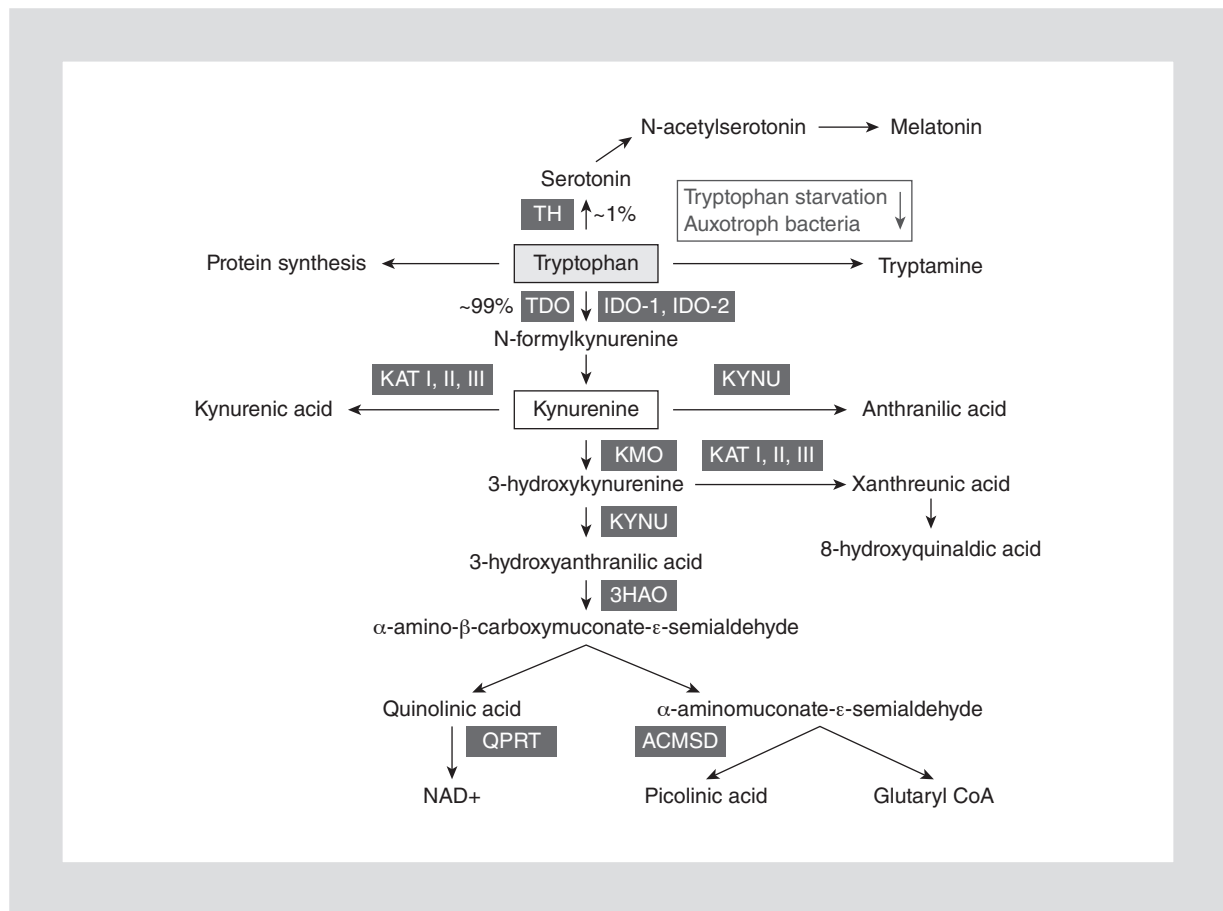 N-acetylserotonin
Melatonin
Serotonin
TH
~1%
Tryptophan starvation
Auxotroph bacteria
Protein synthesis
Tryptophan
Tryptamine
~99%
TDO
IDO-1, IDO-2
N-formylkynurenine
KAT I, II, III
KYNU
Kynurenic acid
Kynurenine
Anthranilic acid
KMO
KAT I, II, III
3-hydroxykynurenine
Xanthreunic acid
KYNU
8-hydroxyquinaldic acid
3-hydroxyanthranilic acid
3HAO
α-amino-β-carboxymuconate-ε-semialdehyde
Quinolinic acid
α-aminomuconate-ε-semialdehyde
QPRT
ACMSD
NAD+
Picolinic acid
Glutaryl CoA